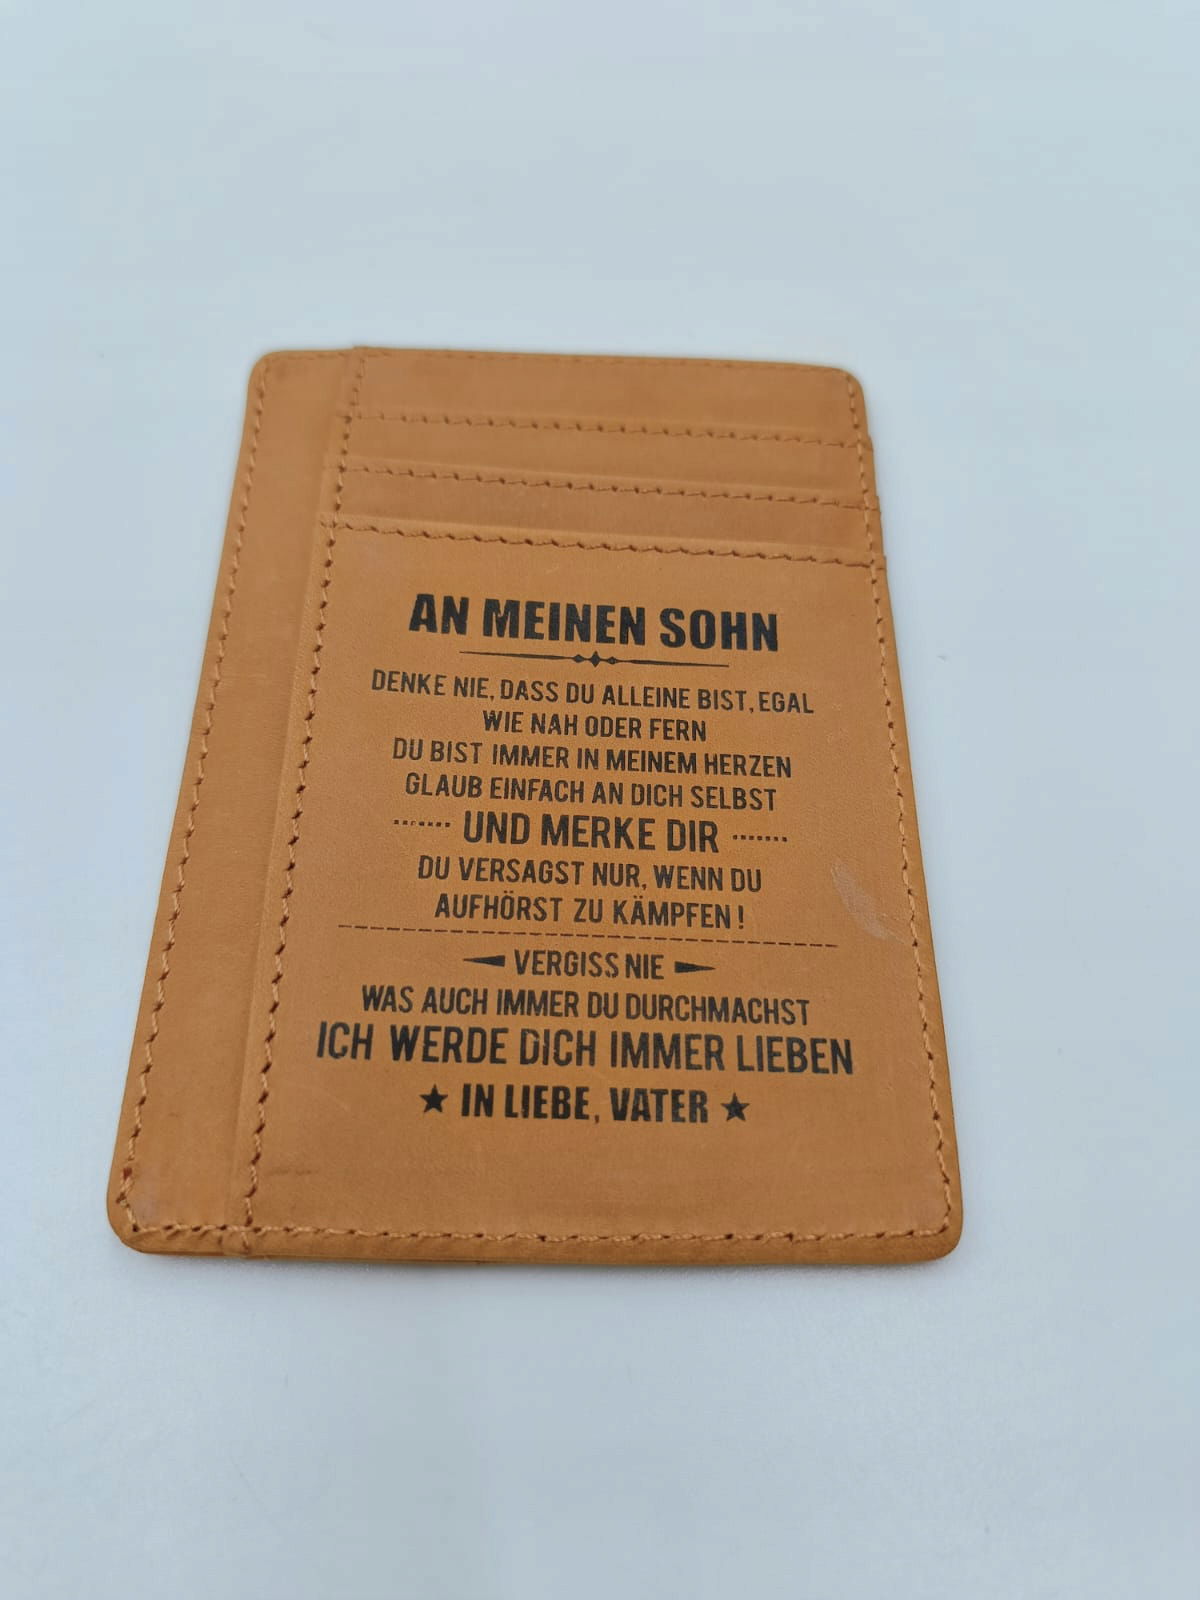 AN MEINEN SOHN
DENKE NIE, DASS DU ALLEINE BIST, EGAL
WIE NAH ODER FERN
DU BIST IMMER IN MEINEM HERZEN
GLAUB EINFACH AN DICH SELBST
UND MERKE DIR
DU VERSAGST NUR, WENN DU
AUFHÖRST ZU KÄMPFEN!
VERGISS NIE
WAS AUCH IMMER DU DURCHMACHST
ICH WERDE DICH IMMER LIEBEN
★ IN LIEBE, VATER ★